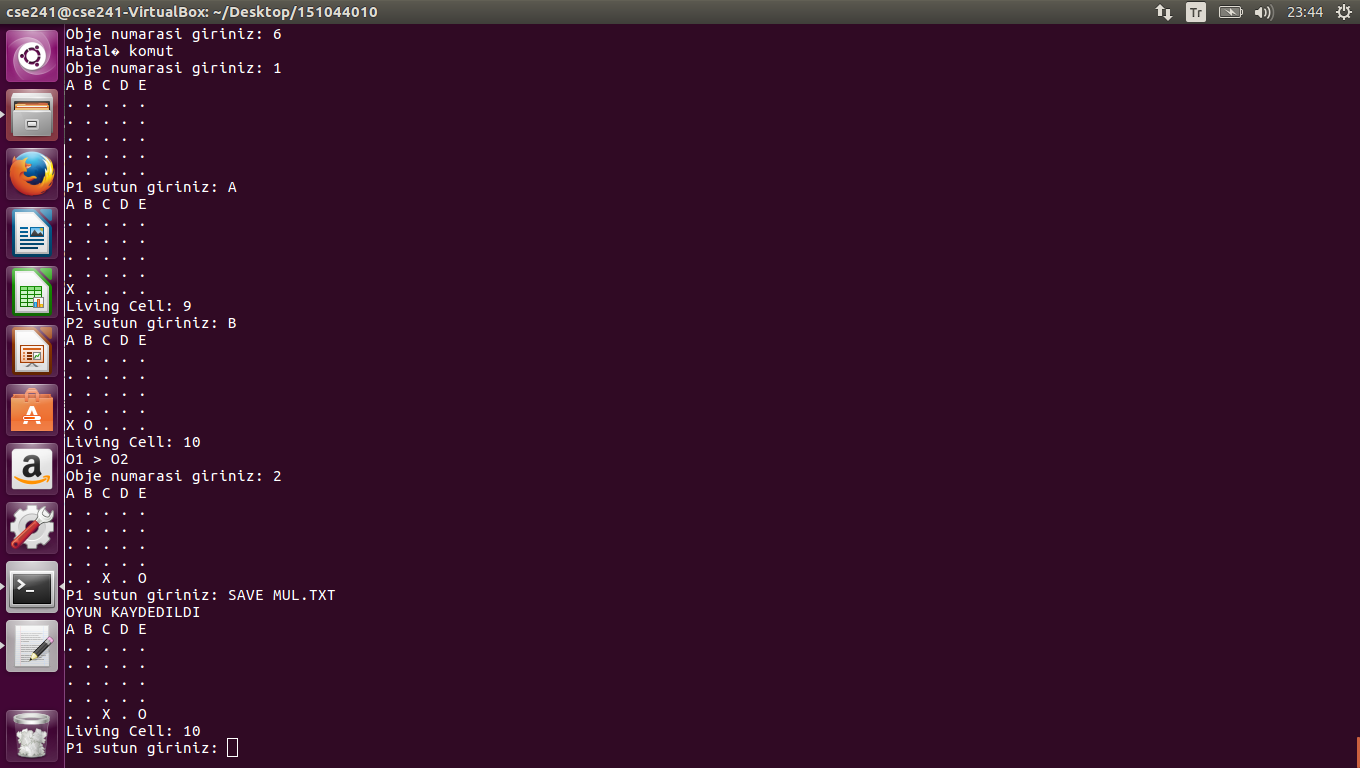 cse241@cse241-VirtualBox: ~/Desktop/151044010
Tr
23:44
Obje numarasi giriniz: 6
Hatal� komut
Obje numarasi giriniz: 1
A B C D E
. . . . .
. . . . .
. . . . .
. . . . .
. . . . .
P1 sutun giriniz: A
A B C D E
. . . . .
. . . . .
. . . . .
. . . . .
X . . . .
Living Cell: 9
P2 sutun giriniz: B
A B C D E
. . . . .
. . . . .
. . . . .
. . . . .
X O . . .
Living Cell: 10
O1 > O2
Obje numarasi giriniz: 2
A B C D E
. . . . .
. . . . .
. . . . .
. . . . .
. . X . O
P1 sutun giriniz: SAVE MUL.TXT
OYUN KAYDEDILDI
A B C D E
. . . . .
. . . . .
. . . . .
. . . . .
. . X . O
Living Cell: 10
P1 sutun giriniz: